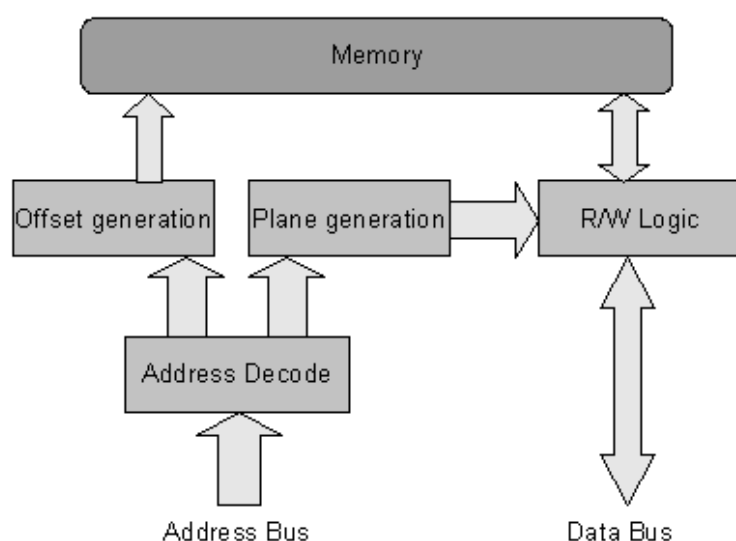 Memory
Offset generation
Plane generation
R/W Logic
Address Decode
Address Bus
Data Bus